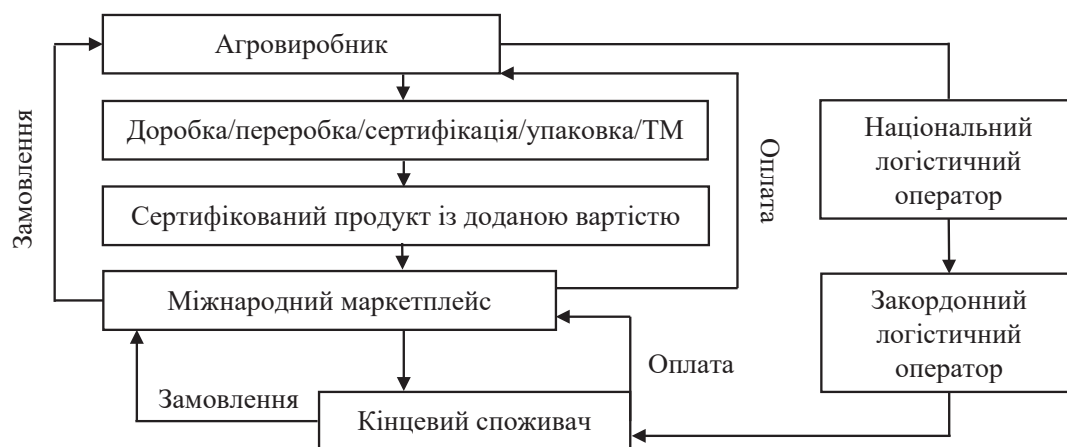 Агровиробник
Замовлення
Доробка/переробка/сертифікація/упаковка/ТМ
Оплата
Національний
логістичний
оператор
Сертифікований продукт із доданою вартістю
Міжнародний маркетплейс
Закордонний
логістичний
оператор
Оплата
Замовлення
Кінцевий споживач